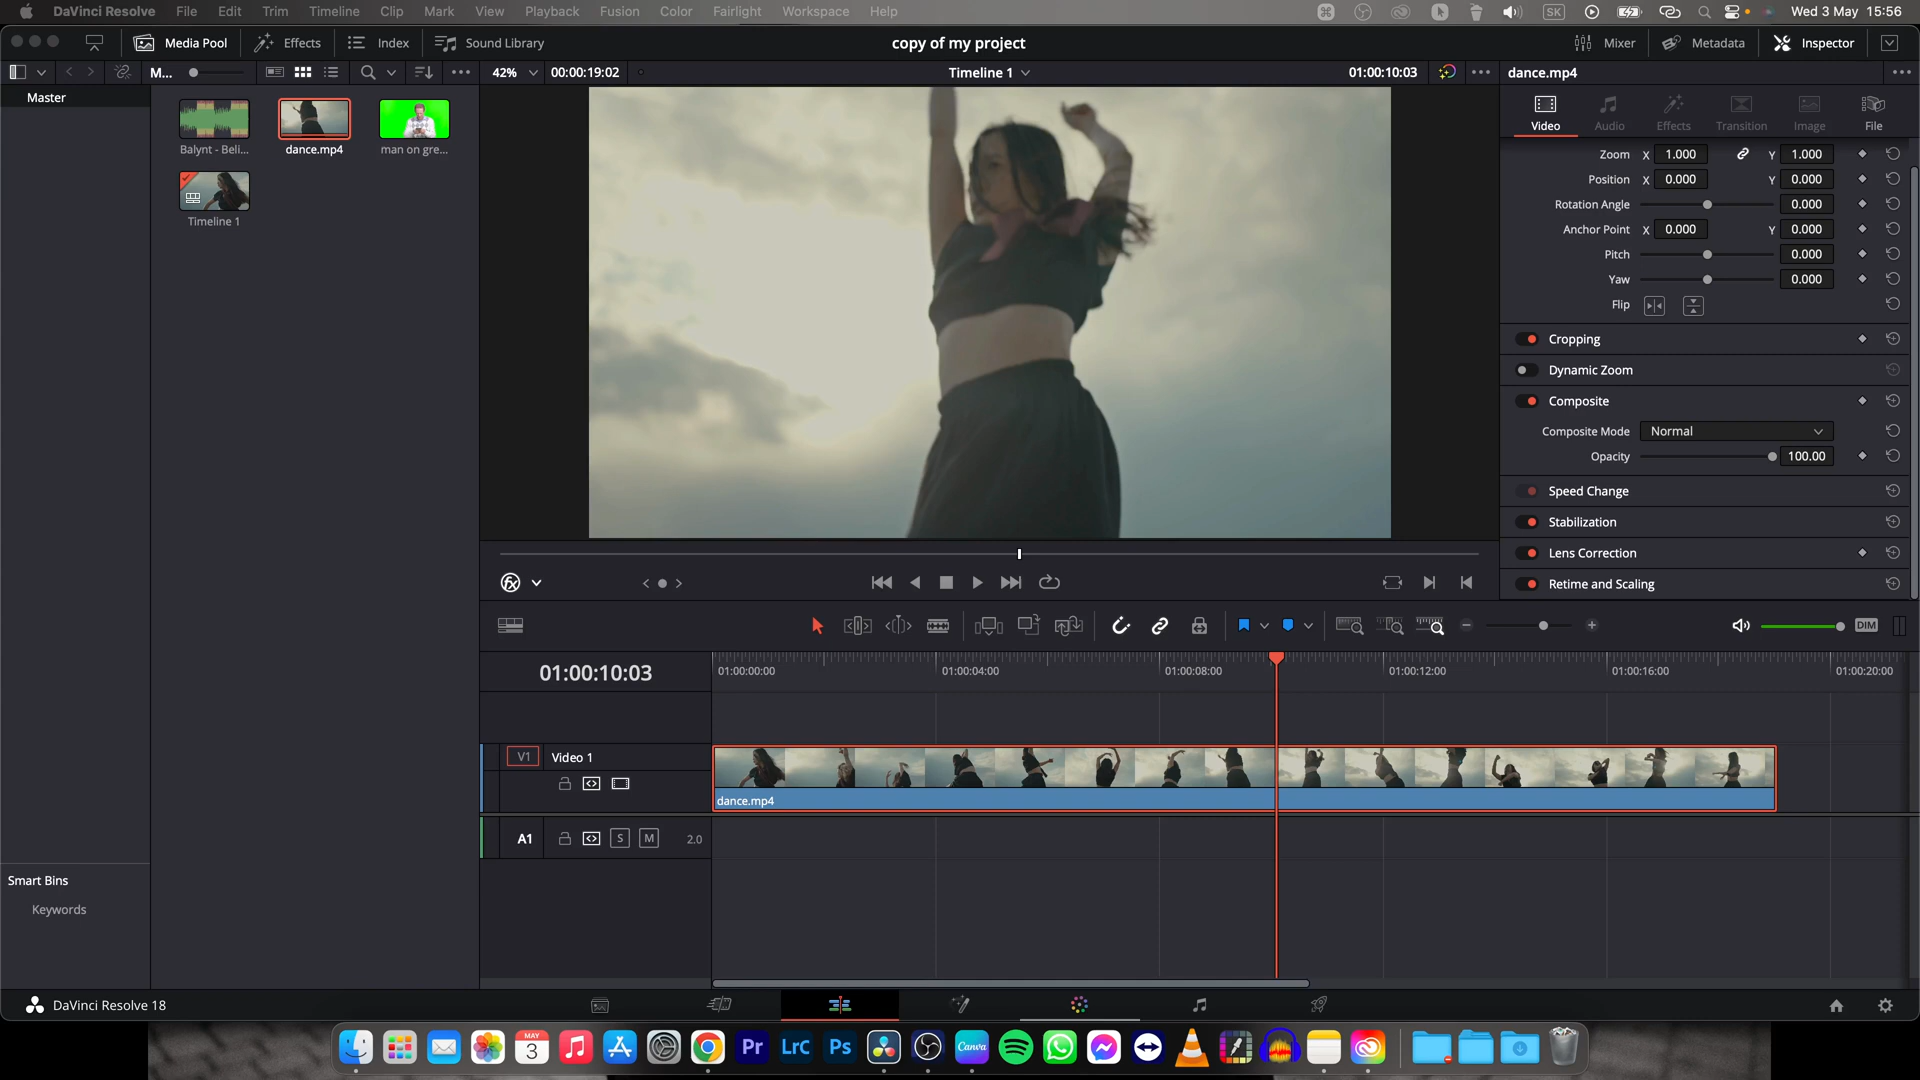 DaVinci Resolve File Edit Trim Timeline Clip Mark View Playback Fusion Color Fairlight Workspace Help SK Wed 3 May 15:56
Media Pool Effects Index Sound Library copy of my project Mixer Metadata Inspector
M... 42% 00:00:19:02 Timeline 1 01:00:10:03 dance.mp4
Master
Balynt - Beli... dance.mp4 man on gre...
Timeline 1
Video Audio Effects Transition Image File
Zoom X 1.000 Y 1.000
Position X 0.000 Y 0.000
Rotation Angle 0.000
Anchor Point X 0.000 Y 0.000
Pitch 0.000
Yaw 0.000
Flip
Cropping
Dynamic Zoom
Composite
Composite Mode Normal
Opacity 100.00
Speed Change
Stabilization
Lens Correction
Retime and Scaling
fx
DIM
01:00:10:03 01:00:00:00 01:00:04:00 01:00:08:00 01:00:12:00 01:00:16:00 01:00:20:00
V1 Video 1
dance.mp4
A1 S M 2.0
Smart Bins
Keywords
DaVinci Resolve 18
MAY
3 Pr LrC Ps Canva